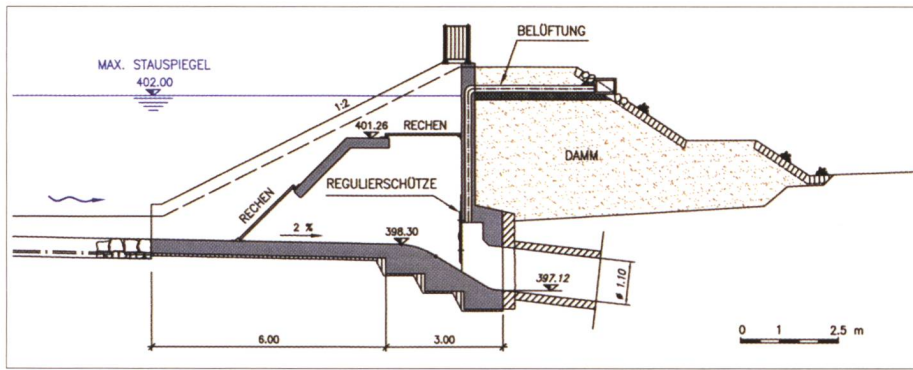 BELÜFTUNG
MAX. STAUSPIEGEL
402.00
1:2
401.26
RECHEN
DAMM
REGULIERSCHÜTZE
RECHEN
2 %
398.30
397.12
ø 1.10
6.00
3.00
0 1 2.5 m